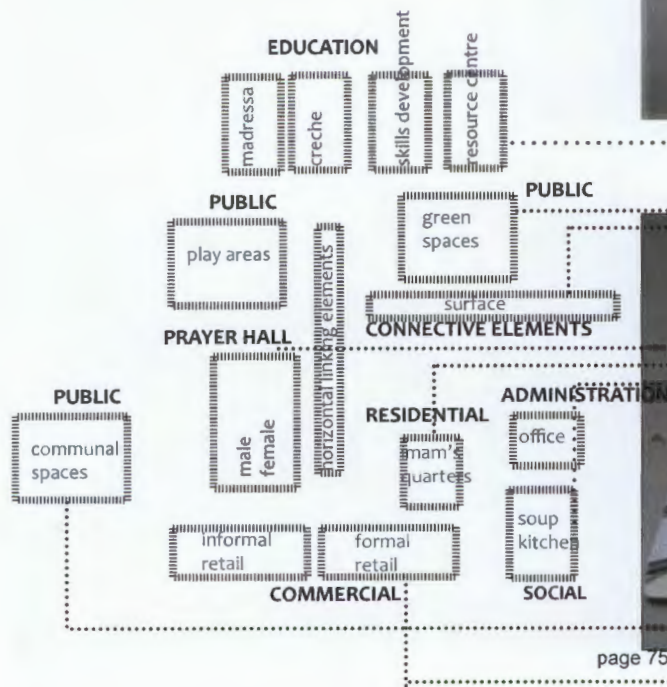 EDUCATION
madressa
creche
skills development
resource centre
PUBLIC
play areas
horizontal linking elements
PUBLIC
green
spaces
surface
CONNECTIVE ELEMENTS
PRAYER HALL
male
female
PUBLIC
communal
spaces
RESIDENTIAL
mam's
quarters
ADMINISTRATION
office
soup
kitchen
SOCIAL
informal
retail
formal
retail
COMMERCIAL
page 75